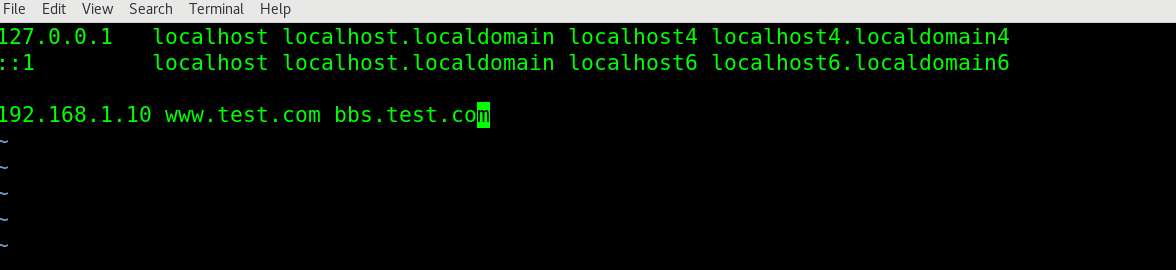 File Edit View Search Terminal Help
127.0.0.1   localhost localhost.localdomain localhost4 localhost4.localdomain4
::1         localhost localhost.localdomain localhost6 localhost6.localdomain6
192.168.1.10 www.test.com bbs.test.com
~
~
~
~
~